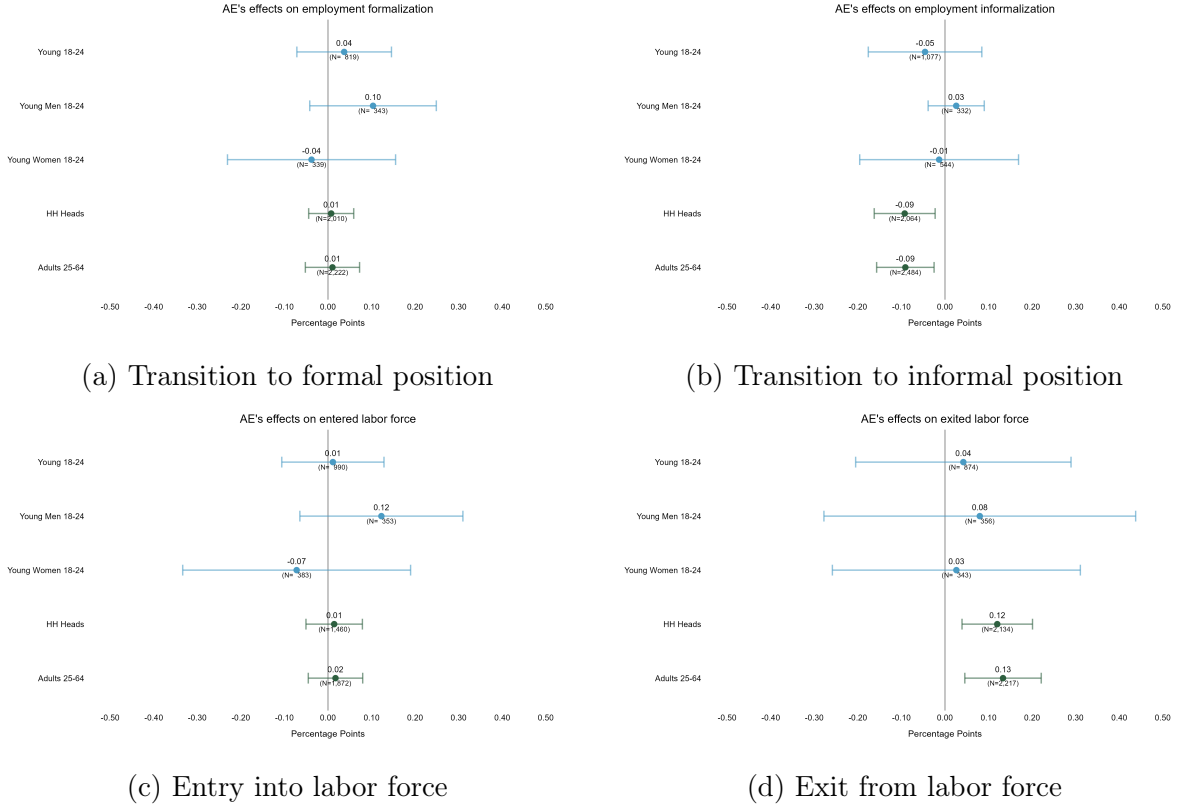 AE's effects on employment formalization
Young 18-24
0.04
(N= 819)
Young Men 18-24
0.10
(N= 343)
Young Women 18-24
-0.04
(N= 339)
HH Heads
0.01
(N=2,010)
Adults 25-64
0.01
(N=2,222)
-0.50 -0.40 -0.30 -0.20 -0.10 0.00 0.10 0.20 0.30 0.40 0.50
Percentage Points
(a) Transition to formal position
AE's effects on employment informalization
Young 18-24
-0.05
(N=1,077)
Young Men 18-24
0.03
(N= 332)
Young Women 18-24
-0.01
(N= 544)
HH Heads
-0.09
(N=2,064)
Adults 25-64
-0.09
(N=2,484)
-0.50 -0.40 -0.30 -0.20 -0.10 0.00 0.10 0.20 0.30 0.40 0.50
Percentage Points
(b) Transition to informal position
AE's effects on entered labor force
Young 18-24
0.01
(N= 990)
Young Men 18-24
0.12
(N= 353)
Young Women 18-24
-0.07
(N= 383)
HH Heads
0.01
(N=1,460)
Adults 25-64
0.02
(N=1,872)
-0.50 -0.40 -0.30 -0.20 -0.10 0.00 0.10 0.20 0.30 0.40 0.50
Percentage Points
(c) Entry into labor force
AE's effects on exited labor force
Young 18-24
0.04
(N= 874)
Young Men 18-24
0.08
(N= 356)
Young Women 18-24
0.03
(N= 343)
HH Heads
0.12
(N=2,134)
Adults 25-64
0.13
(N=2,217)
-0.50 -0.40 -0.30 -0.20 -0.10 0.00 0.10 0.20 0.30 0.40 0.50
Percentage Points
(d) Exit from labor force